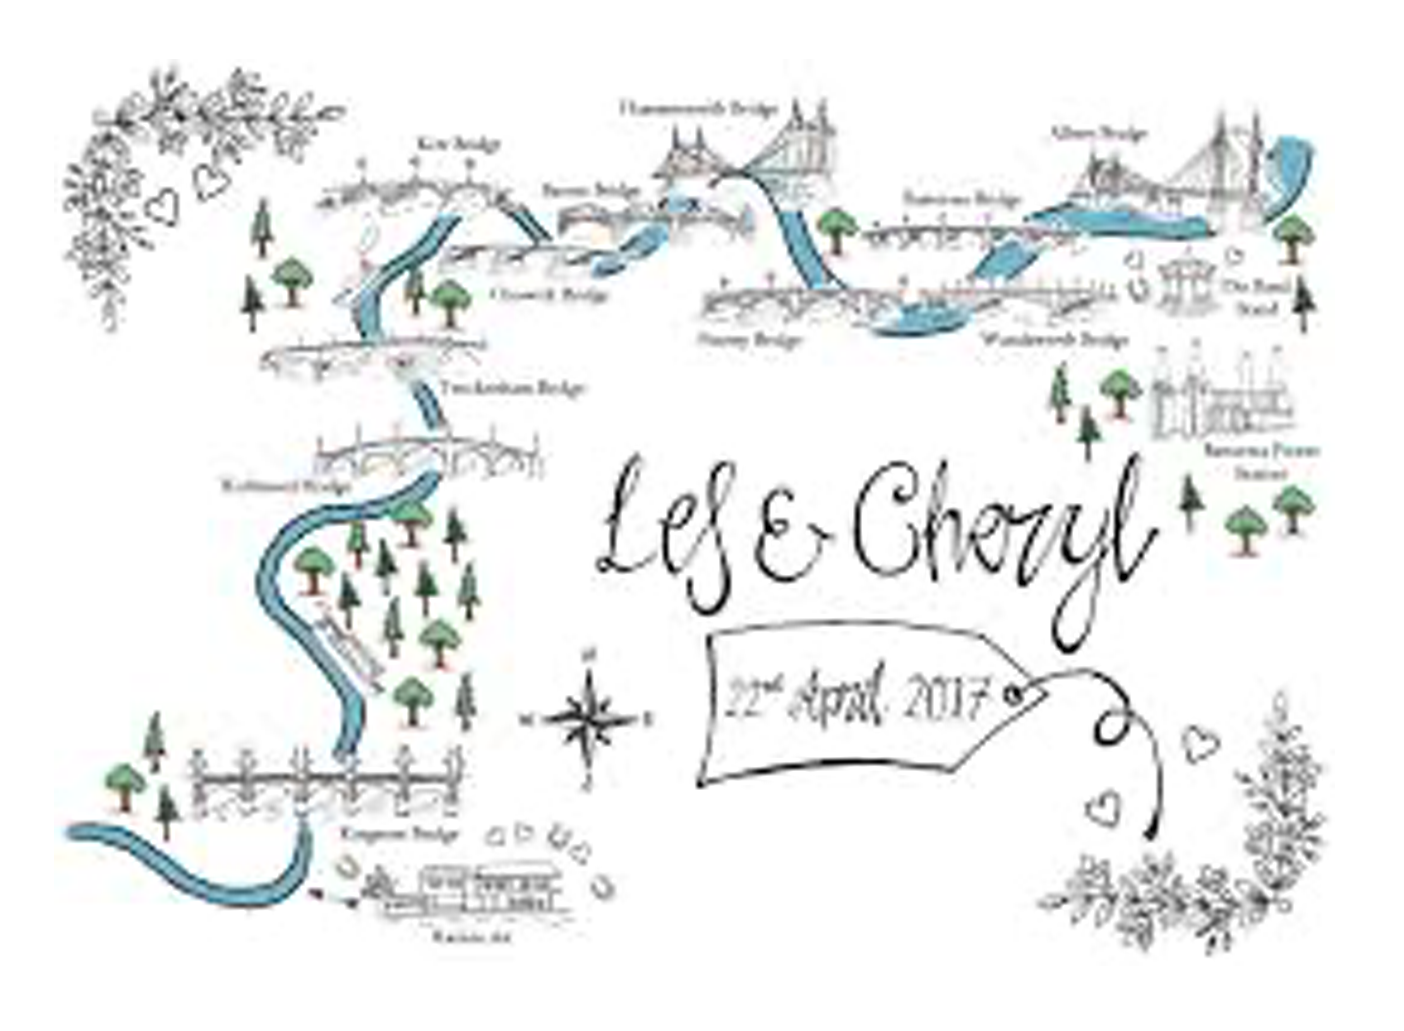 Hammersmith Bridge
Kew Bridge
Albert Bridge
Barnes Bridge
Battersea Bridge
Chiswick Bridge
The Band
Stand
Putney Bridge
Wandsworth Bridge
Twickenham Bridge
Battersea Power
Station
Richmond Bridge
Les & Cheryl
N
W E
S
22nd April 2017
Kingston Bridge